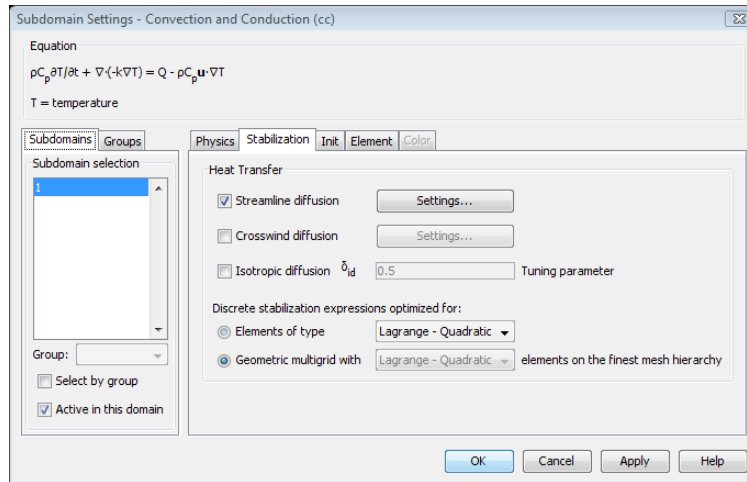 Subdomain Settings - Convection and Conduction (cc)
Equation
ρCp∂T/∂t + ∇·(-k∇T) = Q - ρCpu·∇T
T = temperature
Subdomains Groups
Physics Stabilization Init Element Color
Subdomain selection
1
Group:
Select by group
Active in this domain
Heat Transfer
Streamline diffusion Settings...
Crosswind diffusion Settings...
Isotropic diffusion δid 0.5 Tuning parameter
Discrete stabilization expressions optimized for:
Elements of type Lagrange - Quadratic
Geometric multigrid with Lagrange - Quadratic elements on the finest mesh hierarchy
OK Cancel Apply Help